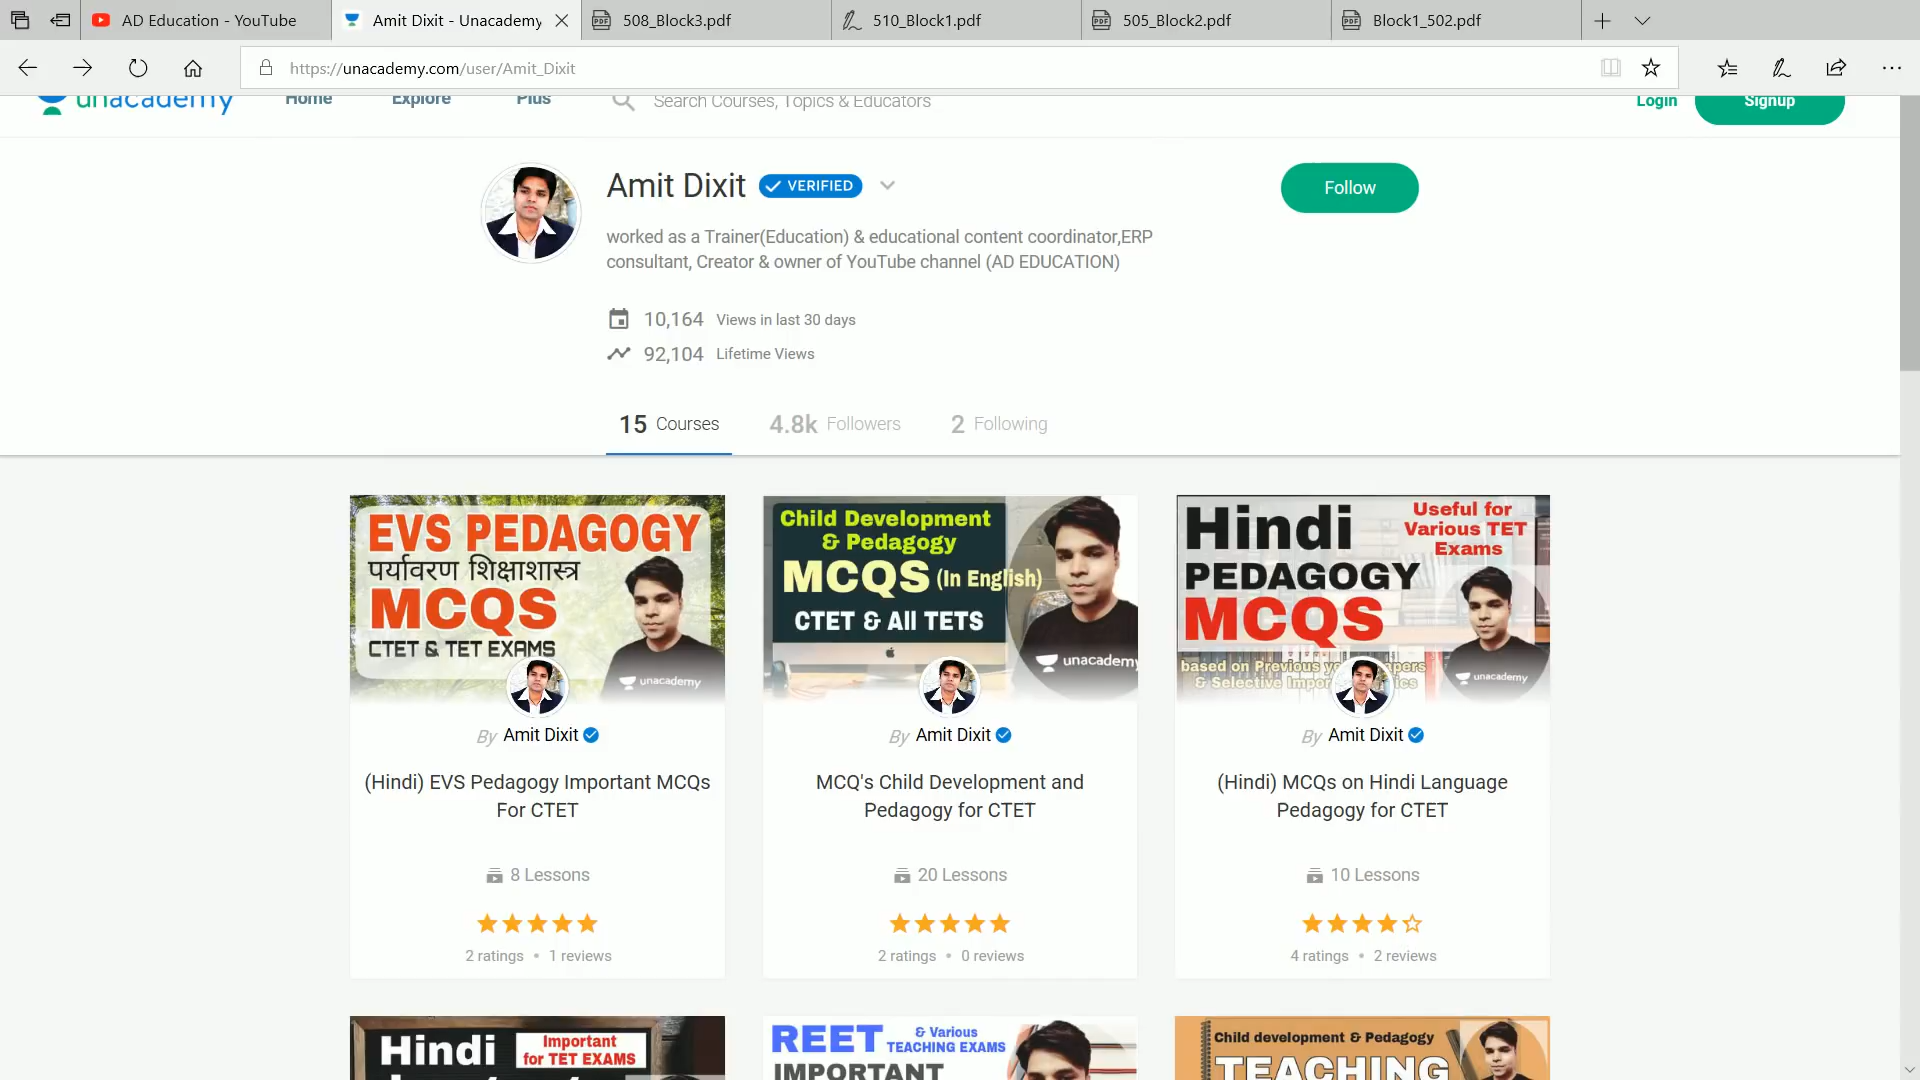 AD Education - YouTube
Amit Dixit - Unacademy
508_Block3.pdf
510_Block1.pdf
505_Block2.pdf
Block1_502.pdf
https://unacademy.com/user/Amit_Dixit
unacademy
Home
Explore
Plus
Search Courses, Topics & Educators
Login
Signup
Amit Dixit
VERIFIED
Follow
worked as a Trainer(Education) & educational content coordinator,ERP
consultant, Creator & owner of YouTube channel (AD EDUCATION)
10,164 Views in last 30 days
92,104 Lifetime Views
15 Courses
4.8k Followers
2 Following
EVS PEDAGOGY
पर्यावरण शिक्षाशास्त्र
MCQS
CTET & TET EXAMS
unacademy
By Amit Dixit
(Hindi) EVS Pedagogy Important MCQs
For CTET
8 Lessons
2 ratings • 1 reviews
Child Development
& Pedagogy
MCQS (In English)
CTET & All TETS
unacademy
By Amit Dixit
MCQ's Child Development and
Pedagogy for CTET
20 Lessons
2 ratings • 0 reviews
Hindi
Useful for
Various TET
Exams
PEDAGOGY
MCQS
based on Previous
& Selective
unacademy
By Amit Dixit
(Hindi) MCQs on Hindi Language
Pedagogy for CTET
10 Lessons
4 ratings • 2 reviews
Hindi
Important
for TET EXAMS
REET
& Various
TEACHING EXAMS
IMPORTANT
Child development & Pedagogy
TEACHING